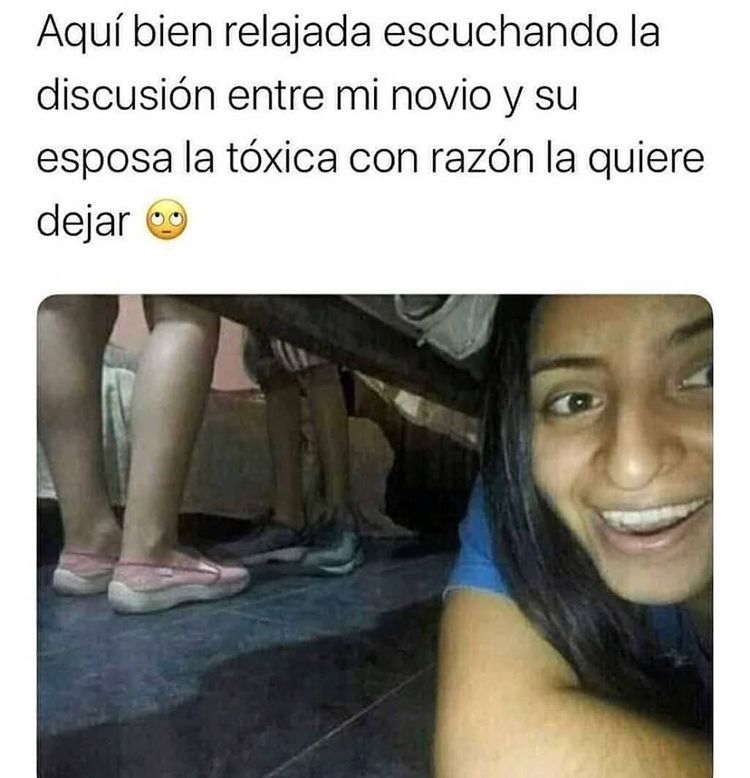 Aquí bien relajada escuchando la
discusión entre mi novio y su
esposa la tóxica con razón la quiere
dejar 🙄